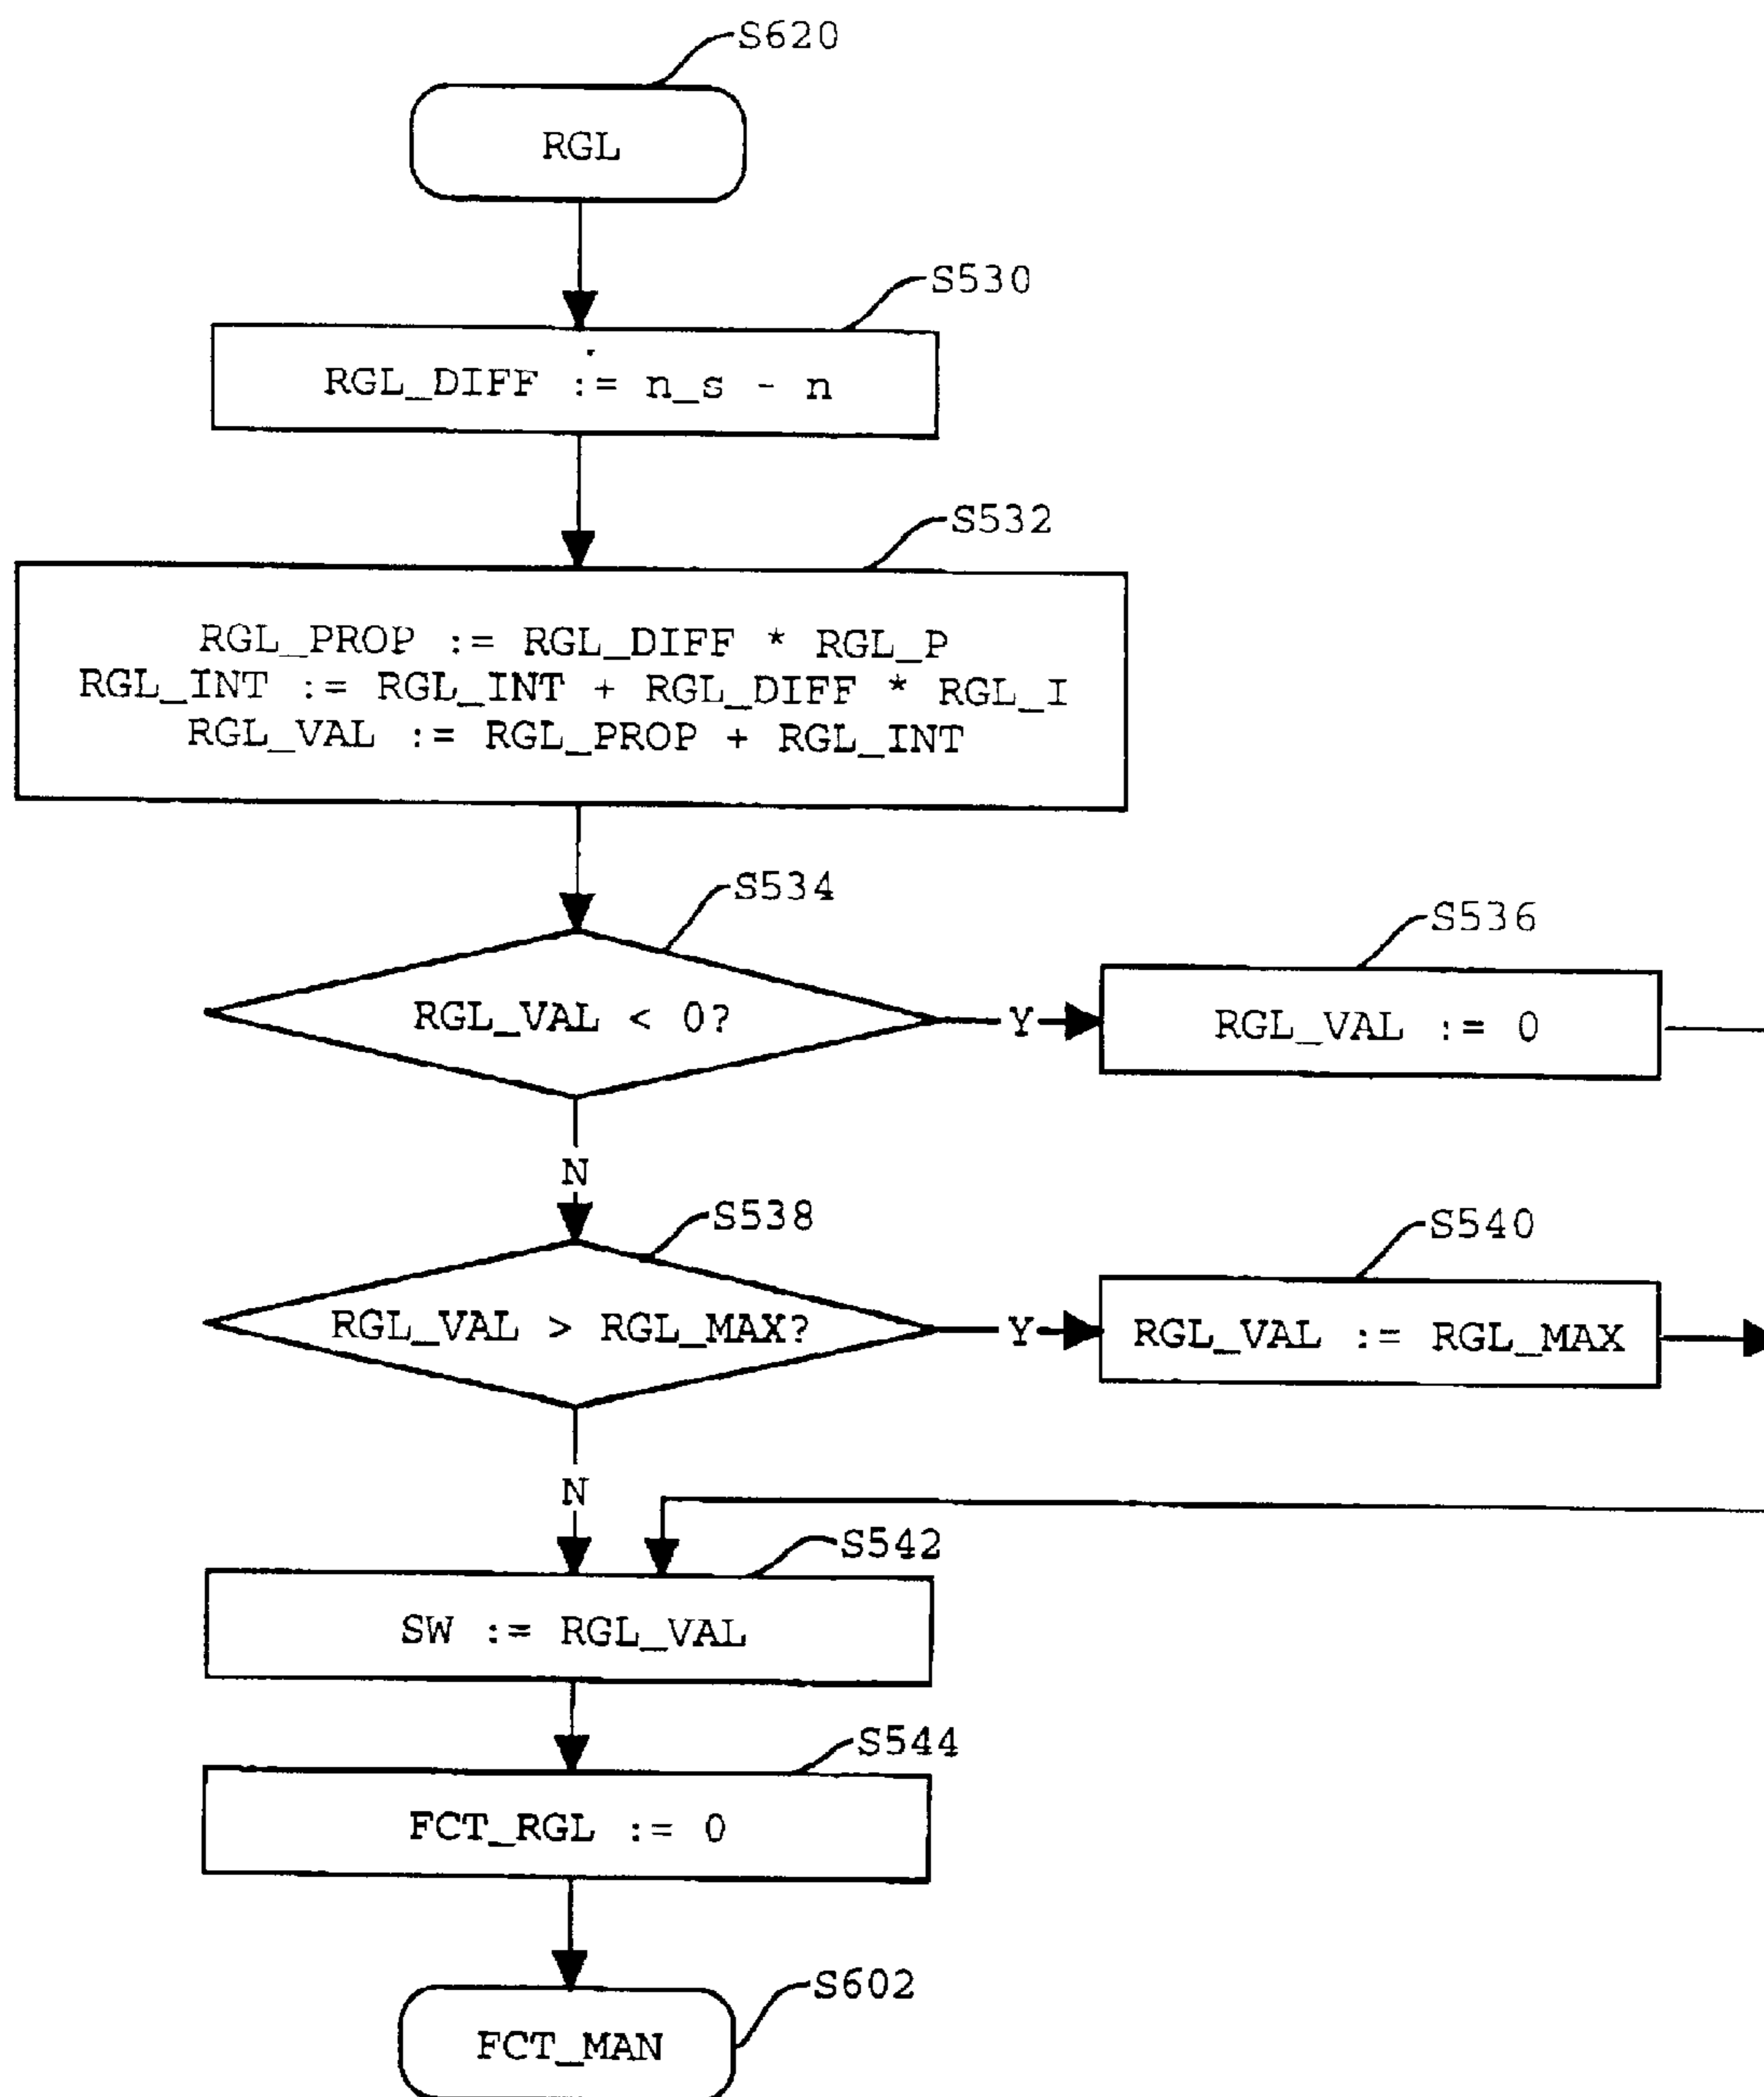 S620
RGL
S530
RGL_DIFF := n_s - n
S532
RGL_PROP := RGL_DIFF * RGL_P
RGL_INT := RGL_INT + RGL_DIFF * RGL_I
RGL_VAL := RGL_PROP + RGL_INT
S534
RGL_VAL < 0?
Y
S536
RGL_VAL := 0
N
S538
RGL_VAL > RGL_MAX?
Y
S540
RGL_VAL := RGL_MAX
N
S542
SW := RGL_VAL
S544
FCT_RGL := 0
S602
FCT_MAN